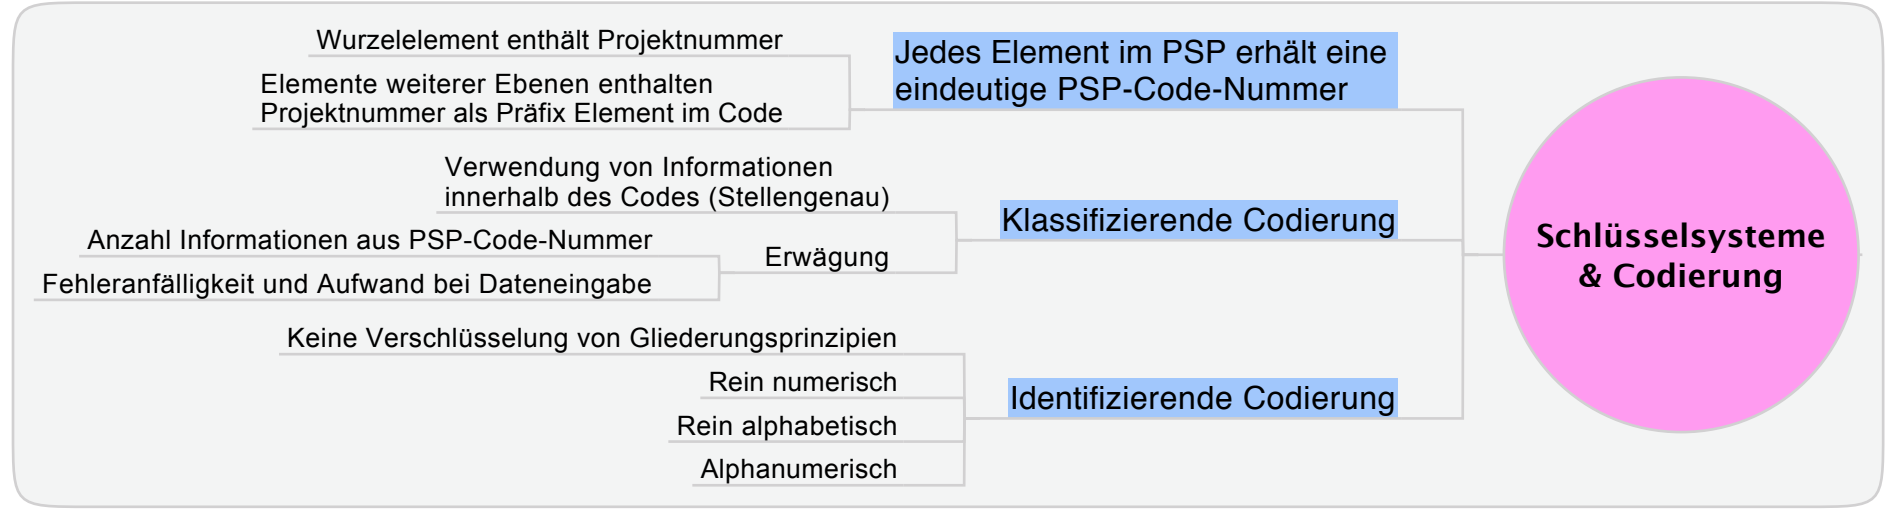 Schlüsselsysteme
& Codierung
Jedes Element im PSP erhält eine
eindeutige PSP-Code-Nummer
Wurzelelement enthält Projektnummer
Elemente weiterer Ebenen enthalten
Projektnummer als Präfix Element im Code
Klassifizierende Codierung
Verwendung von Informationen
innerhalb des Codes (Stellengenau)
Erwägung
Anzahl Informationen aus PSP-Code-Nummer
Fehleranfälligkeit und Aufwand bei Dateneingabe
Identifizierende Codierung
Keine Verschlüsselung von Gliederungsprinzipien
Rein numerisch
Rein alphabetisch
Alphanumerisch